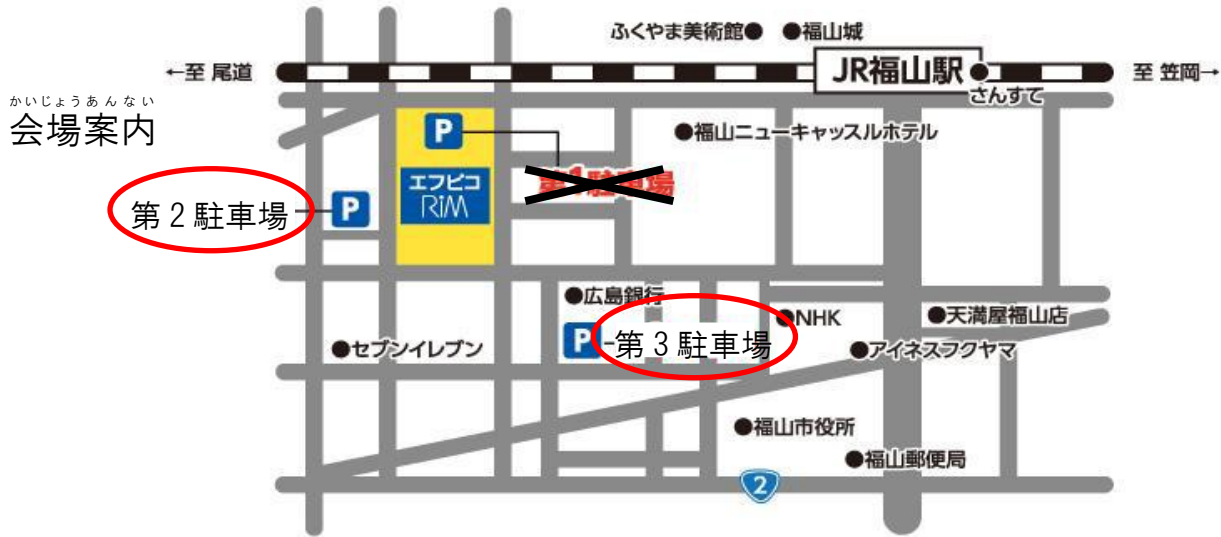 ふくやま美術館● ●福山城
←至 尾道
JR福山駅
至 笠岡→
さんすて
かいじょうあんない
会場案内
P
●福山ニューキャッスルホテル
エフピコ
RiM
第1駐車場
第2駐車場
P
●広島銀行
●NHK
●天満屋福山店
P
第3駐車場
●セブンイレブン
●アイネスフクヤマ
●福山市役所
●福山郵便局
2